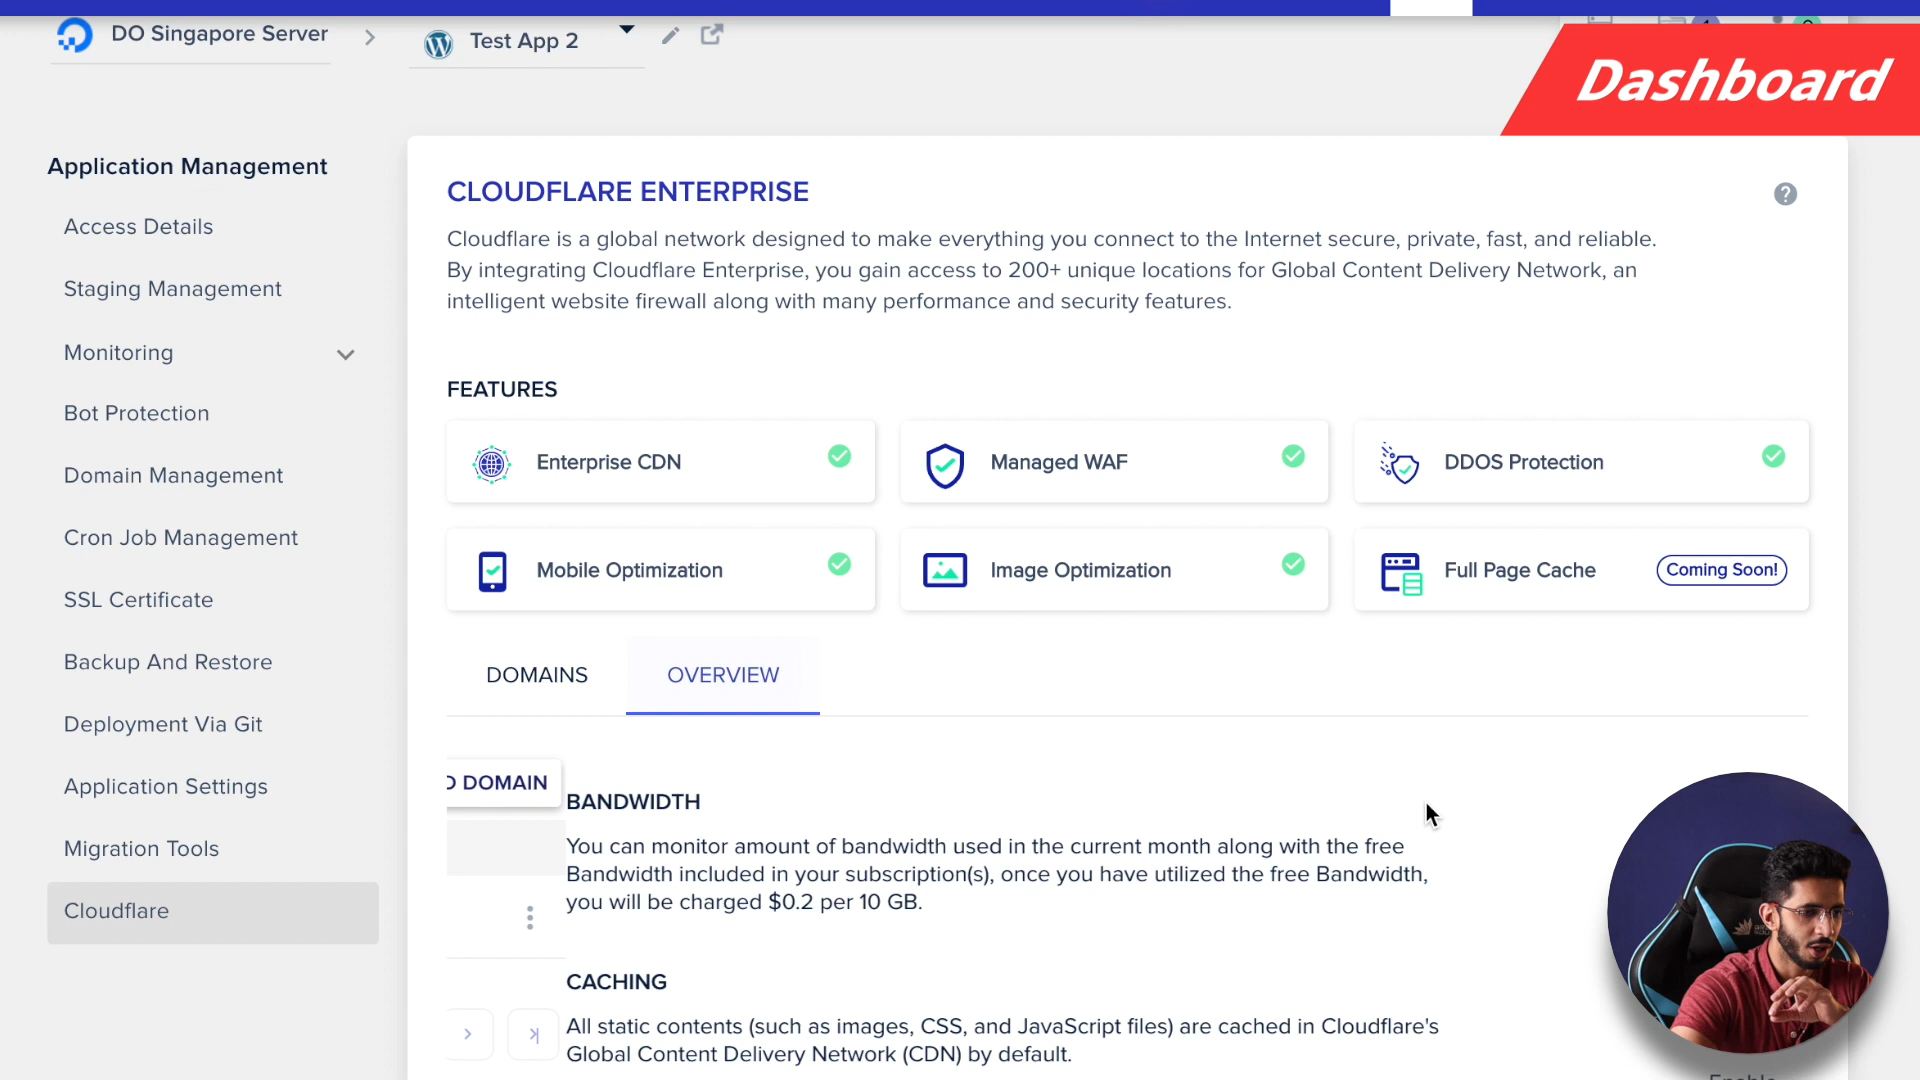 DO Singapore Server
Test App 2
Dashboard
Application Management
Access Details
Staging Management
Monitoring
Bot Protection
Domain Management
Cron Job Management
SSL Certificate
Backup And Restore
Deployment Via Git
Application Settings
Migration Tools
Cloudflare
CLOUDFLARE ENTERPRISE
Cloudflare is a global network designed to make everything you connect to the Internet secure, private, fast, and reliable.
By integrating Cloudflare Enterprise, you gain access to 200+ unique locations for Global Content Delivery Network, an
intelligent website firewall along with many performance and security features.
FEATURES
Enterprise CDN
Managed WAF
DDOS Protection
Mobile Optimization
Image Optimization
Full Page Cache
Coming Soon!
DOMAINS
OVERVIEW
D DOMAIN
BANDWIDTH
You can monitor amount of bandwidth used in the current month along with the free
Bandwidth included in your subscription(s), once you have utilized the free Bandwidth,
you will be charged $0.2 per 10 GB.
CACHING
All static contents (such as images, CSS, and JavaScript files) are cached in Cloudflare's
Global Content Delivery Network (CDN) by default.